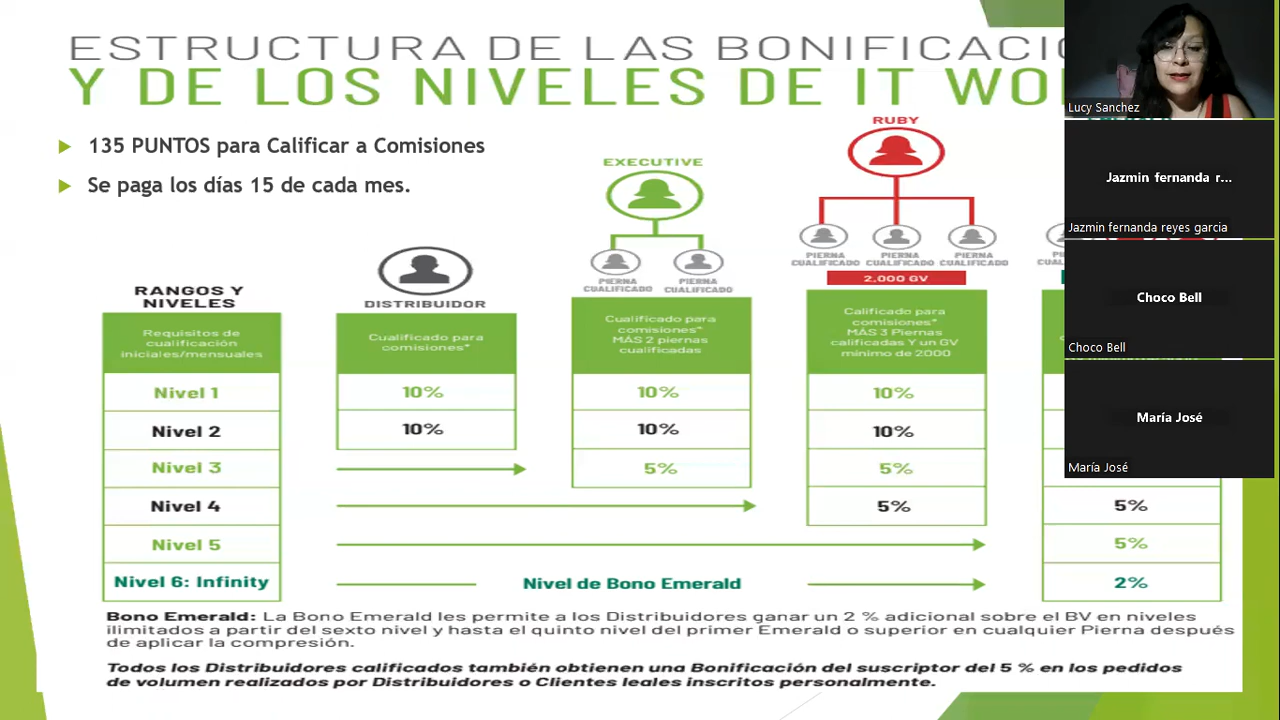 ESTRUCTURA DE LAS BONIFICACIO
Y DE LOS NIVELES DE IT WO
135 PUNTOS para Calificar a Comisiones
Se paga los días 15 de cada mes.
RANGOS Y
NIVELES
Requisitos de
cualificación
iniciales/mensuales
Nivel 1
Nivel 2
Nivel 3
Nivel 4
Nivel 5
Nivel 6: Infinity
DISTRIBUIDOR
Cualificado para
comisiones*
10%
10%
EXECUTIVE
PIERNA
CUALIFICADO
PIERNA
CUALIFICADO
Cualificado para
comisiones*
MÁS 2 piernas
cualificadas
10%
10%
5%
RUBY
PIERNA
CUALIFICADO
PIERNA
CUALIFICADO
PIERNA
CUALIFICADO
2,000 GV
Calificado para
comisiones*
MÁS 3 Piernas
calificadas Y un GV
mínimo de 2000
10%
10%
5%
5%
5%
5%
2%
Nivel de Bono Emerald
Bono Emerald: La Bono Emerald les permite a los Distribuidores ganar un 2 % adicional sobre el BV en niveles
ilimitados a partir del sexto nivel y hasta el quinto nivel del primer Emerald o superior en cualquier Pierna después
de aplicar la compresión.
Todos los Distribuidores calificados también obtienen una Bonificación del suscriptor del 5 % en los pedidos
de volumen realizados por Distribuidores o Clientes leales inscritos personalmente.
Lucy Sanchez
Jazmin fernanda r...
Jazmin fernanda reyes garcia
Choco Bell
Choco Bell
María José
María José